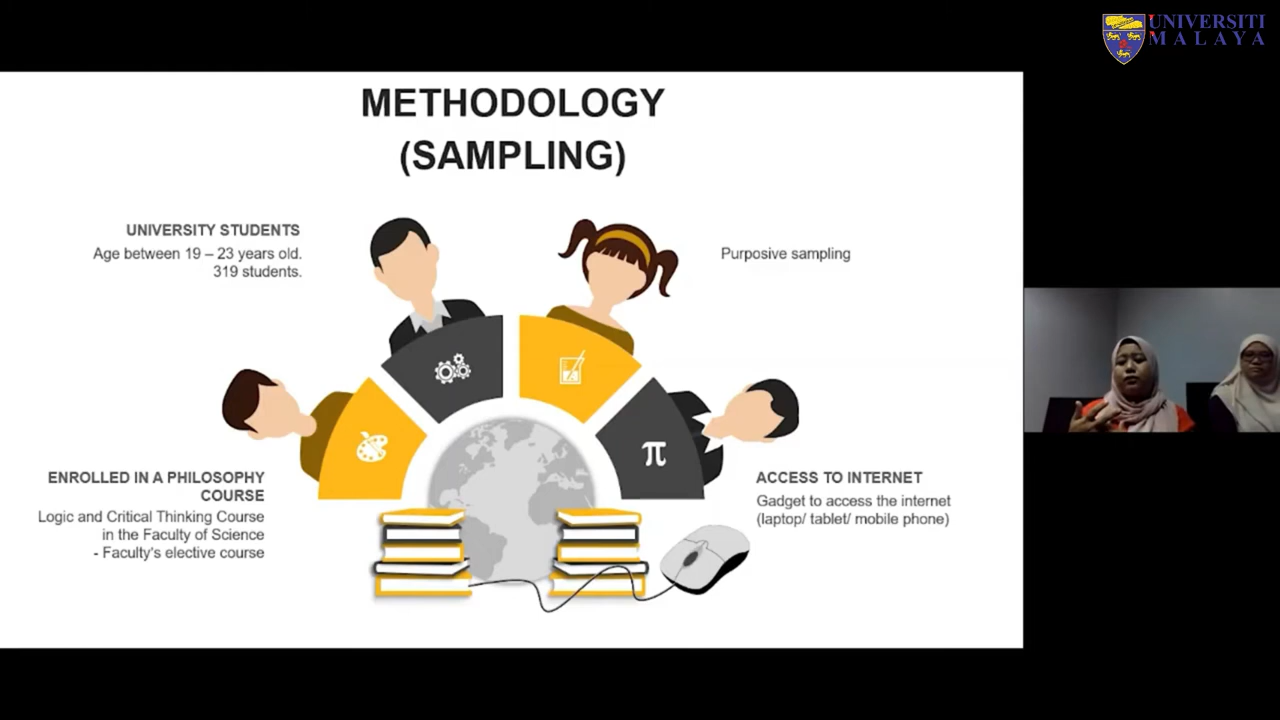 UNIVERSITI
MALAYA
METHODOLOGY
(SAMPLING)
UNIVERSITY STUDENTS
Age between 19 – 23 years old.
319 students.
Purposive sampling
π
ENROLLED IN A PHILOSOPHY
COURSE
Logic and Critical Thinking Course
in the Faculty of Science
- Faculty's elective course
ACCESS TO INTERNET
Gadget to access the internet
(laptop/ tablet/ mobile phone)